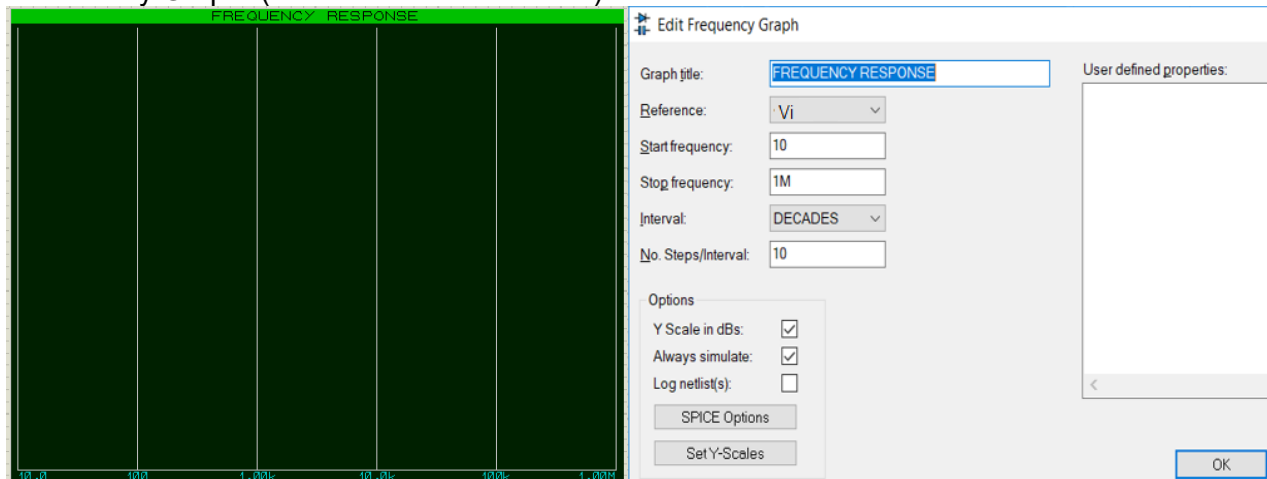 FREQUENCY RESPONSE
10.0 100 1.00k 10.0k 100k 1.00M
Edit Frequency Graph
Graph title: FREQUENCY RESPONSE
User defined properties:
Reference: Vi
Start frequency: 10
Stop frequency: 1M
Interval: DECADES
No. Steps/Interval: 10
Options
Y Scale in dBs:
Always simulate:
Log netlist(s):
SPICE Options
Set Y-Scales
OK